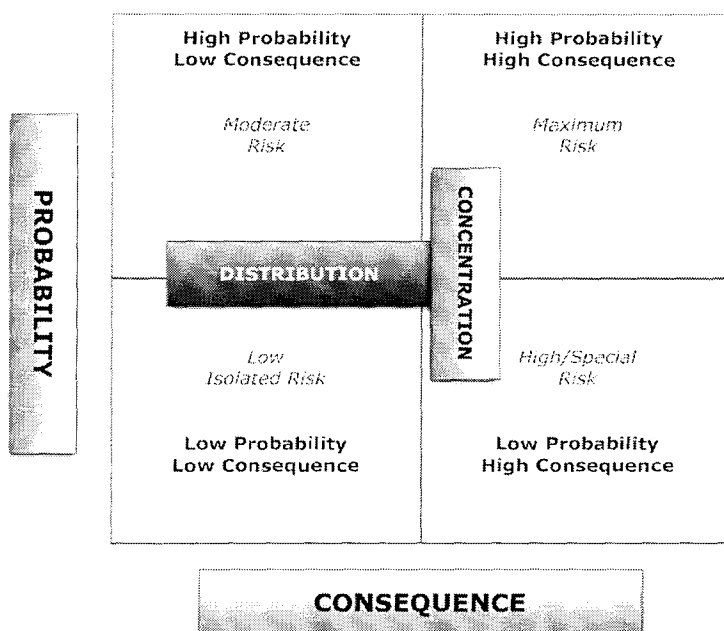 High Probability
Low Consequence
High Probability
High Consequence
Moderate
Risk
Maximum
Risk
PROBABILITY
DISTRIBUTION
CONCENTRATION
Low
Isolated Risk
High/Special
Risk
Low Probability
Low Consequence
Low Probability
High Consequence
CONSEQUENCE